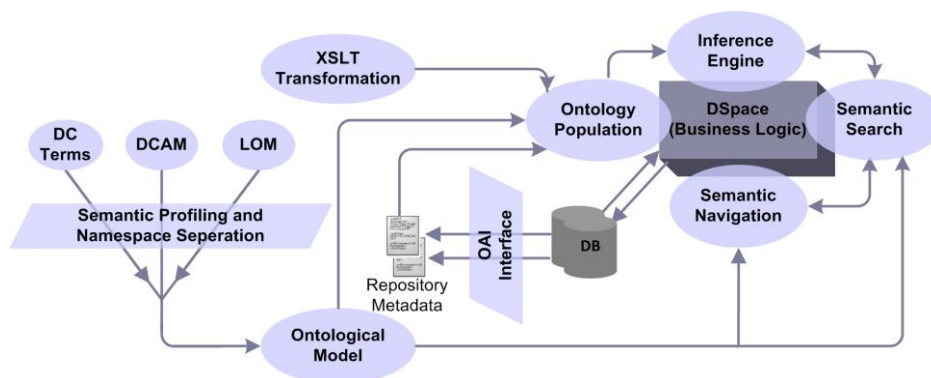 XSLT
Transformation
Inference
Engine
Ontology
Population
DSpace
(Business Logic)
Semantic
Search
DC
Terms
DCAM
LOM
Semantic Profiling and
Namespace Seperation
Semantic
Navigation
OAI
Interface
DB
Repository
Metadata
Ontological
Model